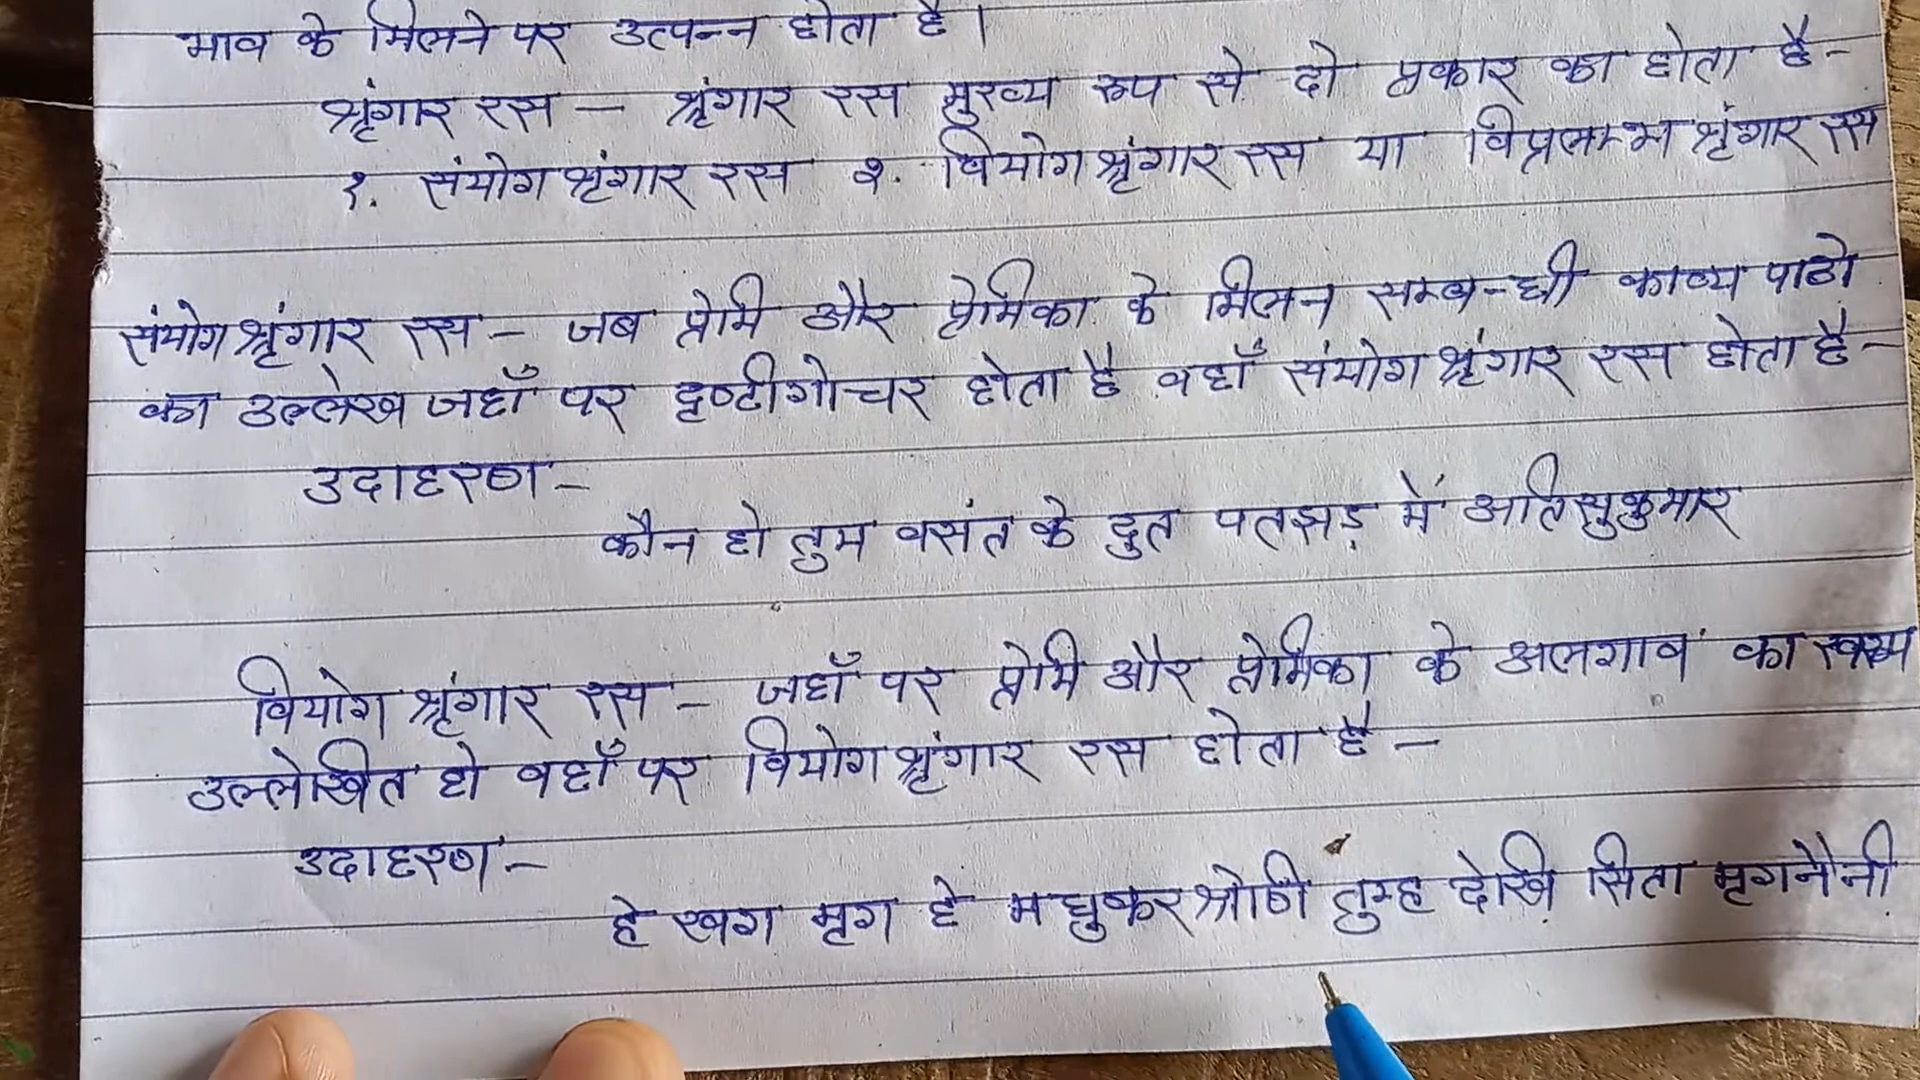 भाव के मिलने पर उत्पन्न होता है।
श्रृंगार रस – श्रृंगार रस मुख्य रूप से दो प्रकार का होता है-
१. संयोग श्रृंगार रस २. वियोग श्रृंगार रस या विप्रलम्भ श्रृंगार रस
संयोग श्रृंगार रस – जब प्रेमि और प्रेमिका के मिलन सम्बन्धी काव्य पाठो
का उल्लेख जहाँ पर दृष्टीगोचर होता है वहाँ संयोग श्रृंगार रस होता है-
उदाहरण –
कौन हो तुम वसंत के दुत पतझड़ में अतिसुकुमार
वियोग श्रृंगार रस – जहाँ पर प्रेमि और प्रेमिका के अलगाव का स्वरूप
उल्लेखित हो वहाँ पर वियोग श्रृंगार रस होता है –
उदाहरण –
हे खग मृग हे मधुकर श्रोणी तुम्ह देखि सिता मृगनैनी